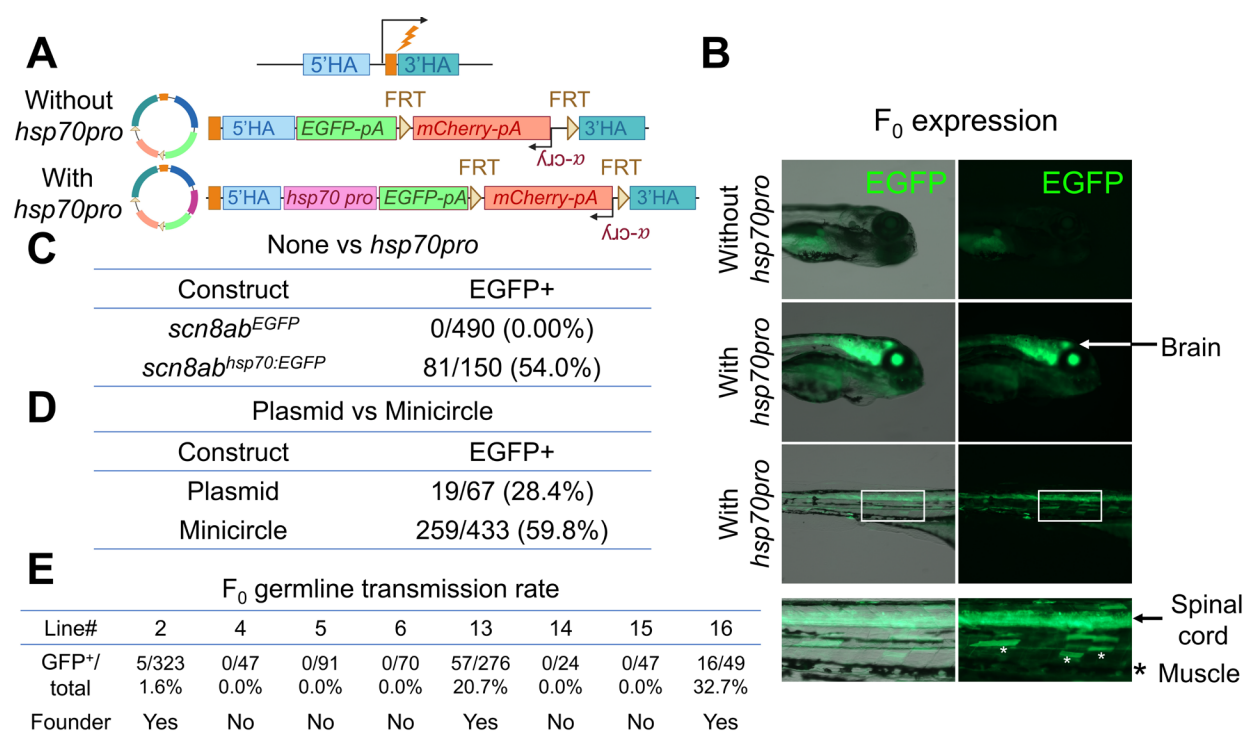 A
5’HA
3’HA
Without
hsp70pro
FRT
FRT
5’HA
EGFP-pA
mCherry-pA
3’HA
α-cry
With
hsp70pro
FRT
FRT
5’HA
hsp70 pro
EGFP-pA
mCherry-pA
3’HA
α-cry
C
None vs hsp70pro
Construct EGFP+
scn8abEGFP 0/490 (0.00%)
scn8abhsp70:EGFP 81/150 (54.0%)
D
Plasmid vs Minicircle
Construct EGFP+
Plasmid 19/67 (28.4%)
Minicircle 259/433 (59.8%)
E
F0 germline transmission rate
Line# 2 4 5 6 13 14 15 16
GFP+/ 5/323 0/47 0/91 0/70 57/276 0/24 0/47 16/49
total 1.6% 0.0% 0.0% 0.0% 20.7% 0.0% 0.0% 32.7%
Founder Yes No No No Yes No No Yes
B
F0 expression
EGFP
EGFP
Without
hsp70pro
With
hsp70pro
Brain
With
hsp70pro
Spinal
cord
* * *
* Muscle